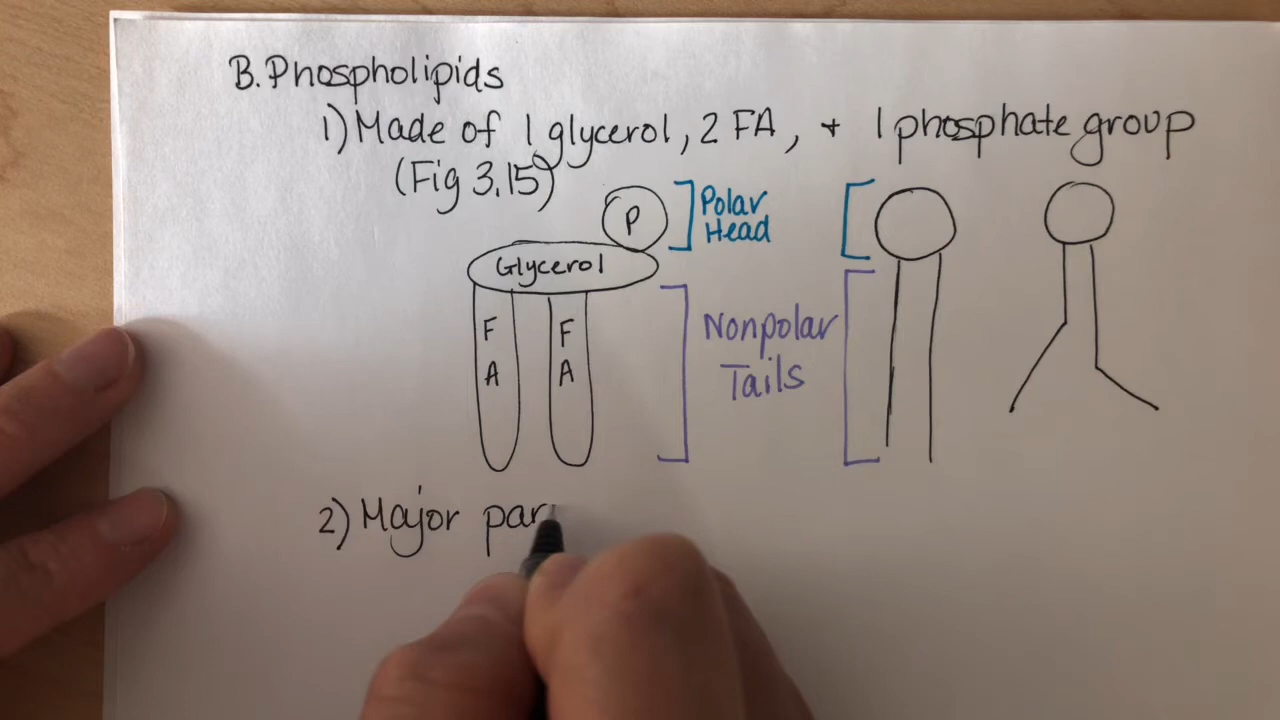 B. Phospholipids
1) Made of 1 glycerol, 2 FA, + 1 phosphate group
(Fig 3.15)
P
Polar
Head
Glycerol
F
A
F
A
Nonpolar
Tails
2) Major par